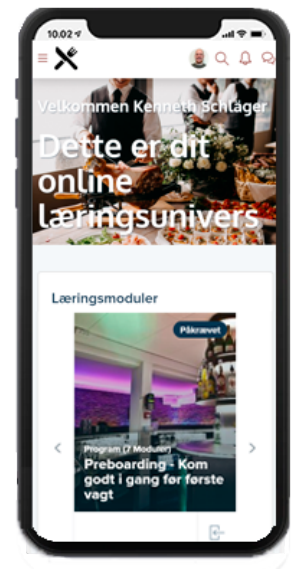 10.02
Velkommen Kenneth Schlager
Dette er dit
online
læringsunivers
Læringsmoduler
Påkrævet
Program (7 Moduler)
Preboarding - Kom
godt i gang før første
vagt